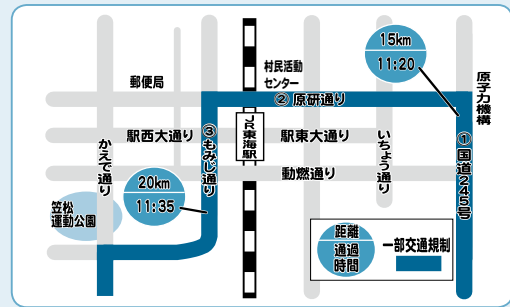 15km
11:20
原子力機構
村民活動
センター
郵便局
② 原研通り
JR東海駅
駅西大通り
駅東大通り
③もみじ通り
かえで通り
いちょう通り
①国道245号
動燃通り
20km
11:35
笠松
運動公園
距離
通過
時間
一部交通規制